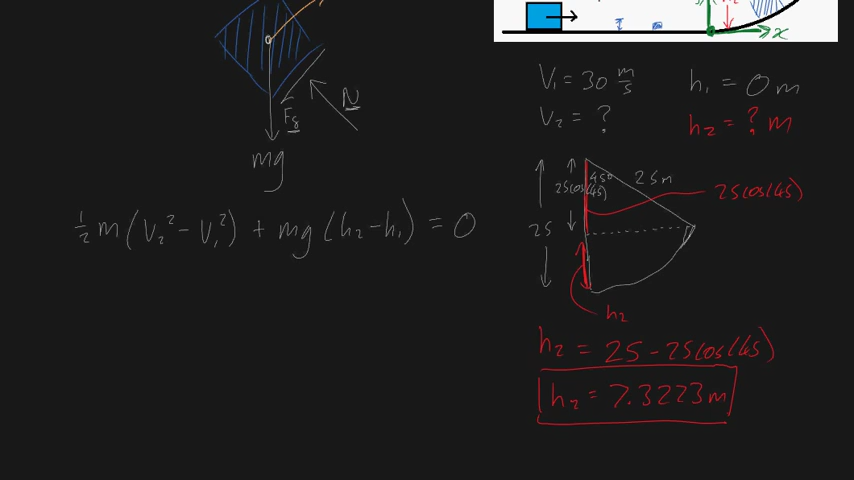 x
V₁ = 30 m/s
h₁ = 0 m
V₂ = ?
h₂ = ? m
N
Fg
mg
45°
25m
25cos(45)
25cos(45)
25
½ m (V₂² - V₁²) + mg (h₂ - h₁) = 0
h₂
h₂ = 25 - 25cos(45)
h₂ = 7.3223m